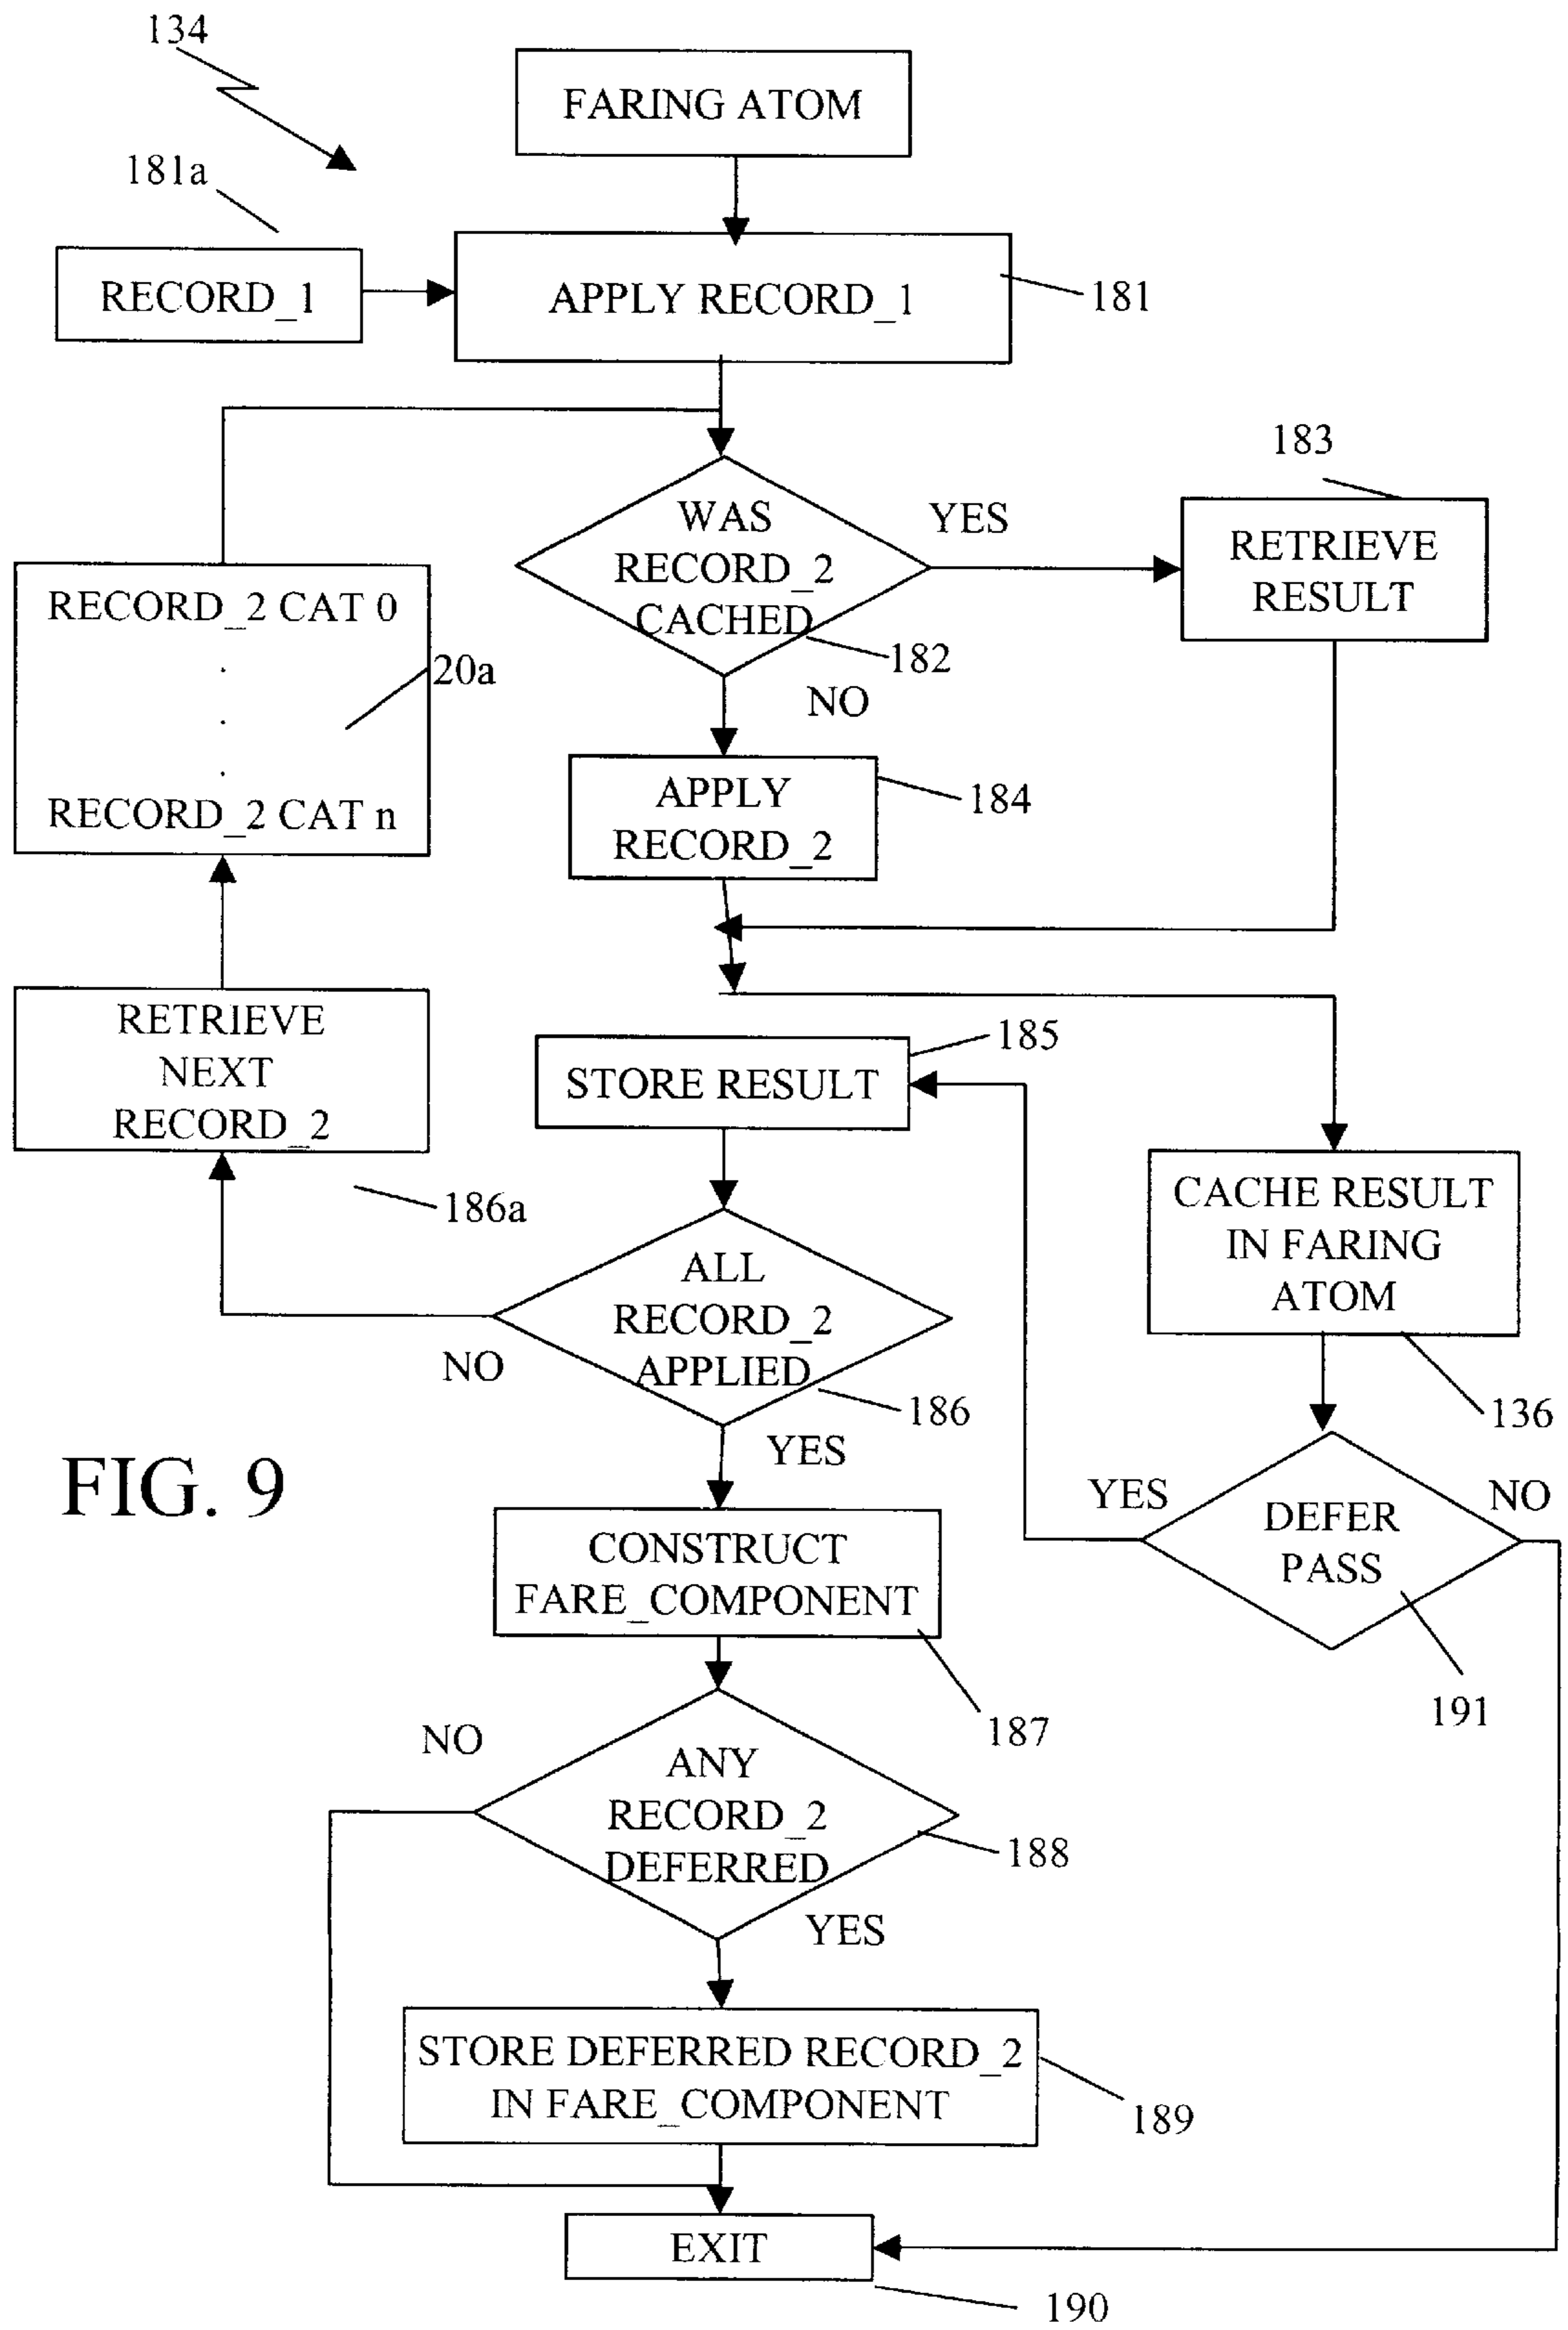 134
FARING ATOM
181a
RECORD_1
APPLY RECORD_1
181
183
WAS
RECORD_2
CACHED
YES
RETRIEVE
RESULT
182
NO
RECORD_2 CAT 0
.
.
.
RECORD_2 CAT n
20a
APPLY
RECORD_2
184
RETRIEVE
NEXT
RECORD_2
186a
185
STORE RESULT
CACHE RESULT
IN FARING
ATOM
136
ALL
RECORD_2
APPLIED
NO
186
YES
FIG. 9
YES
NO
DEFER
PASS
191
CONSTRUCT
FARE_COMPONENT
187
NO
ANY
RECORD_2
DEFERRED
188
YES
STORE DEFERRED RECORD_2
IN FARE_COMPONENT
189
EXIT
190